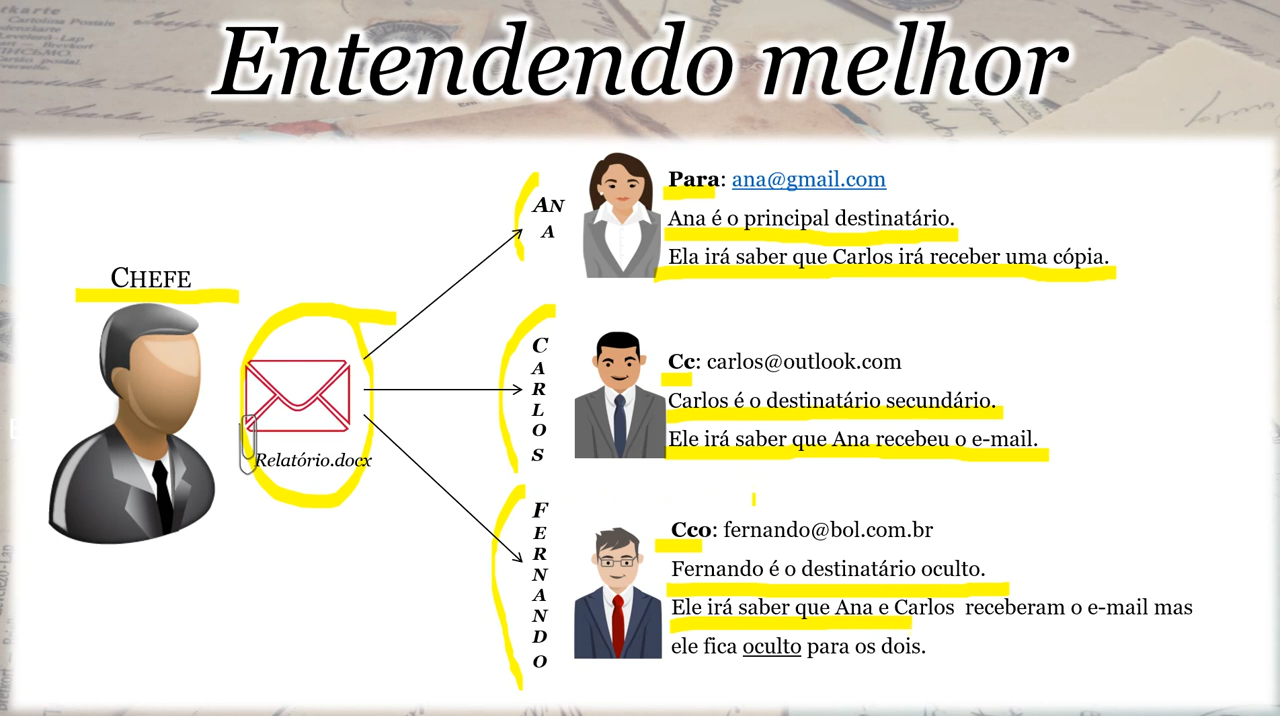 Entendendo melhor
CHEFE
Relatório.docx
ANA
Para: ana@gmail.com
Ana é o principal destinatário.
Ela irá saber que Carlos irá receber uma cópia.
CARLOS
Cc: carlos@outlook.com
Carlos é o destinatário secundário.
Ele irá saber que Ana recebeu o e-mail.
FERNANDO
Cco: fernando@bol.com.br
Fernando é o destinatário oculto.
Ele irá saber que Ana e Carlos receberam o e-mail mas
ele fica oculto para os dois.